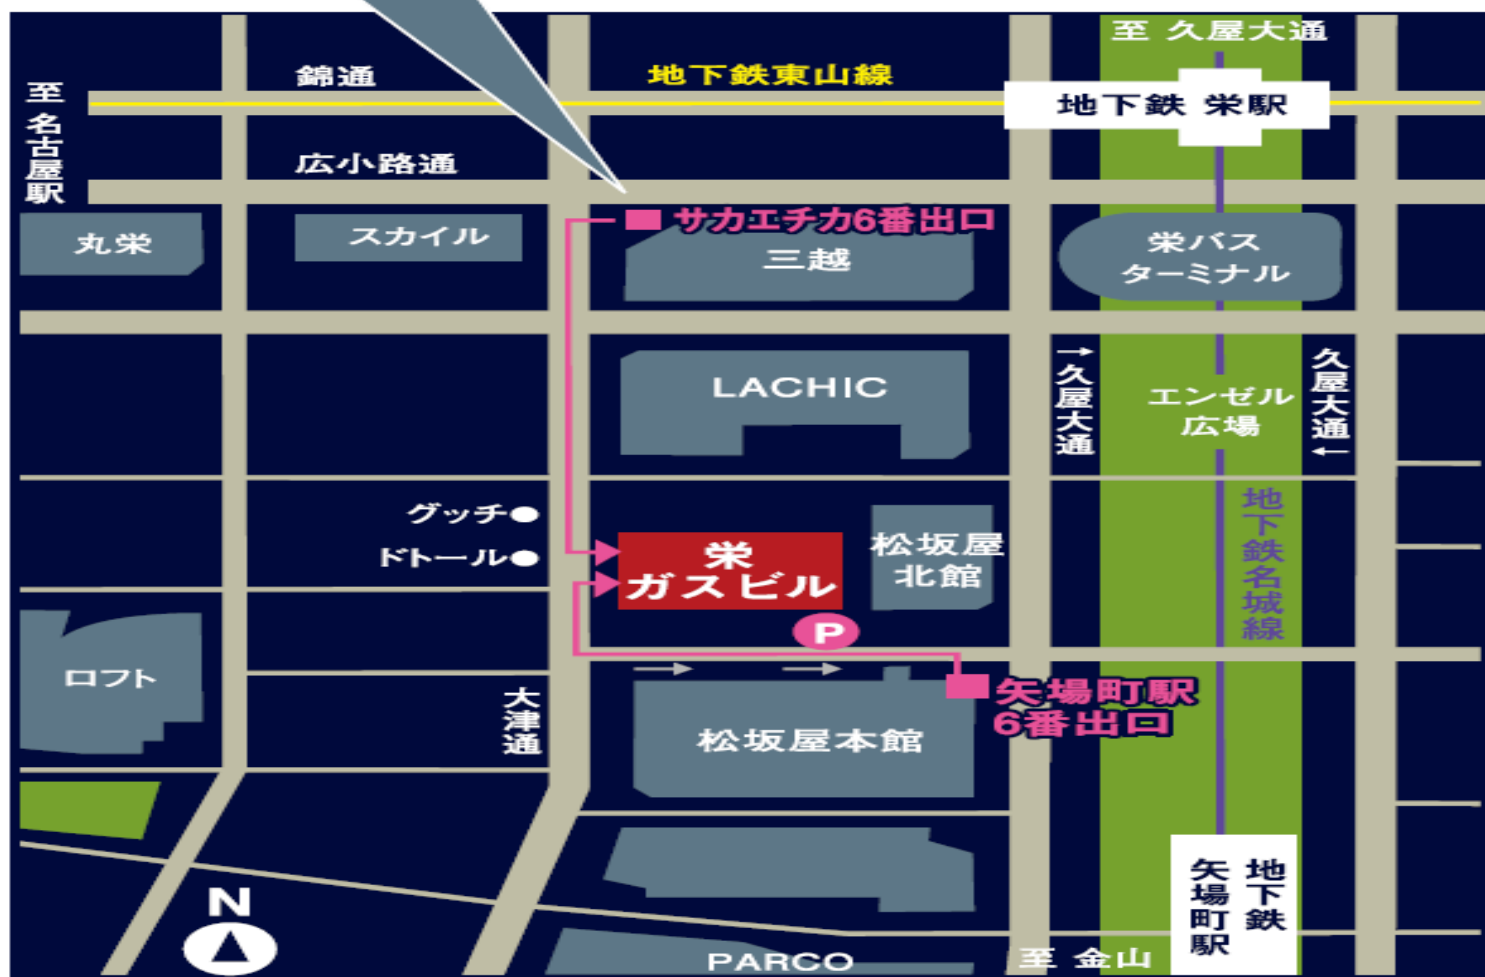 至 久屋大通
錦通
地下鉄東山線
至名古屋駅
地下鉄 栄駅
広小路通
サカエチカ6番出口
丸栄
スカイル
三越
栄バス
ターミナル
LACHIC
→久屋大通
エンゼル
広場
久屋大通←
グッチ
ドトール
栄
ガスビル
松坂屋
北館
地下鉄名城線
P
ロフト
大津通
矢場町駅
6番出口
松坂屋本館
地下鉄
矢場町駅
N
PARCO
至 金山